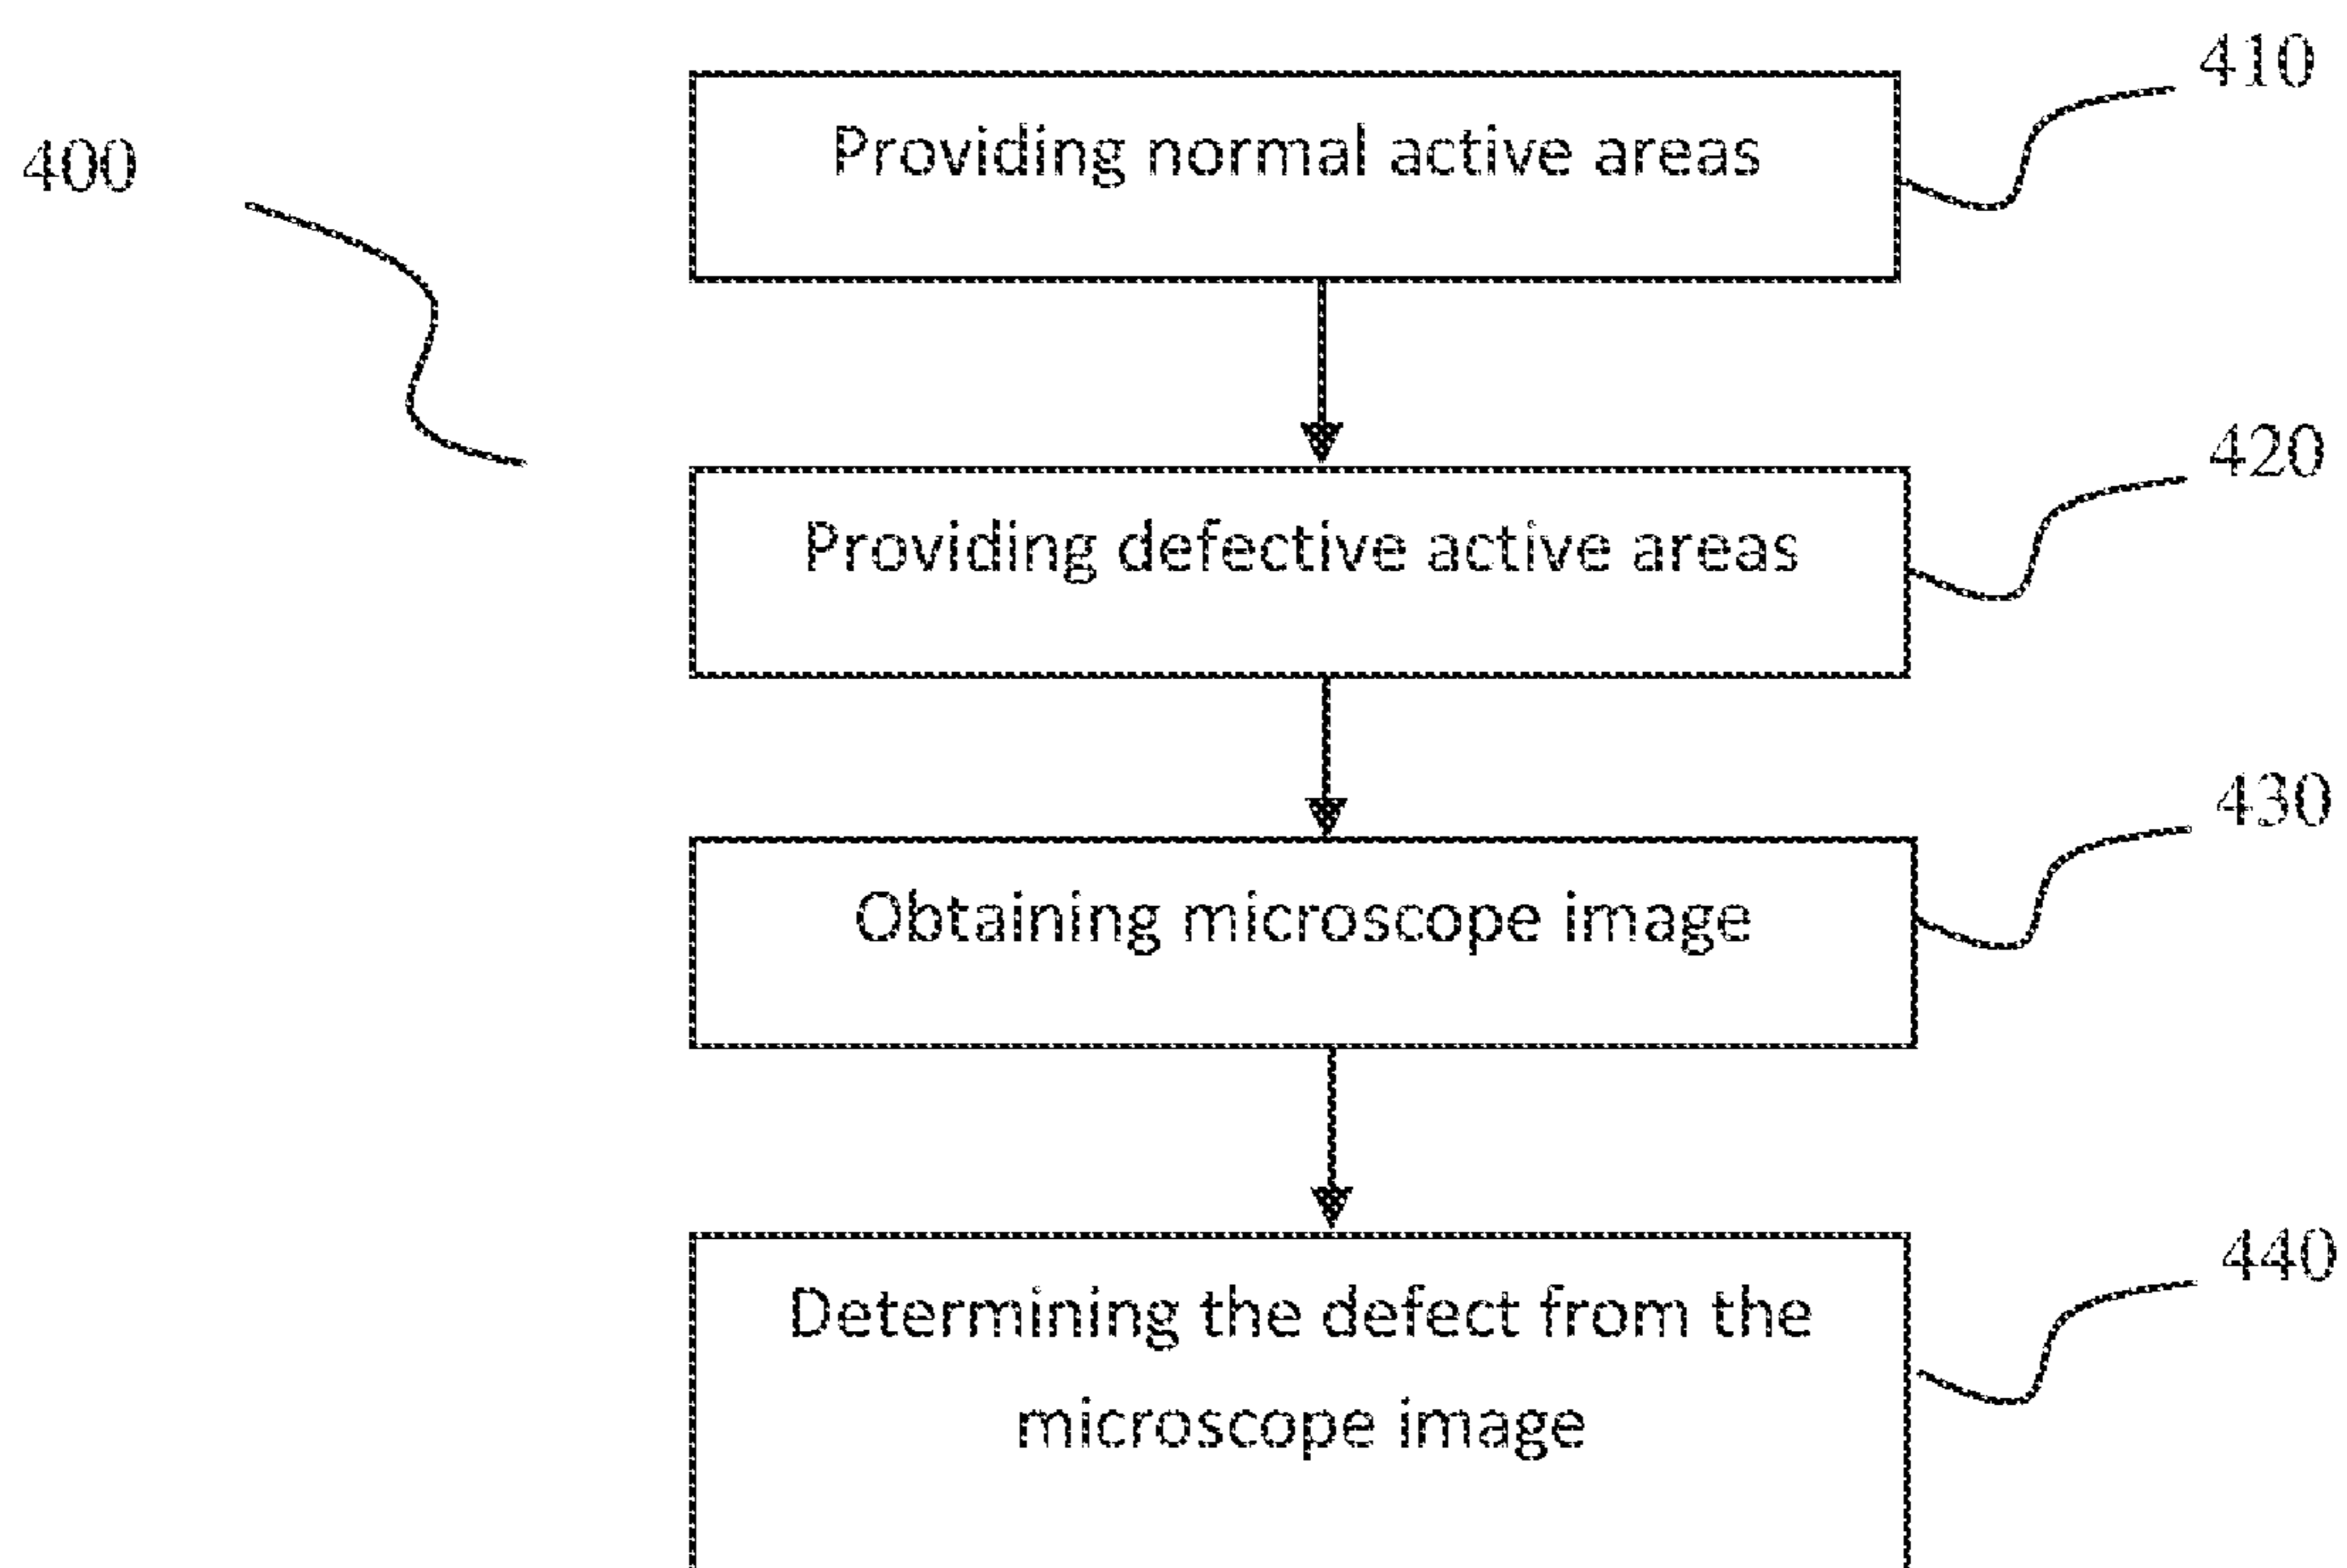 410
Providing normal active areas
400
420
Providing defective active areas
430
Obtaining microscope image
440
Determining the defect from the
microscope image